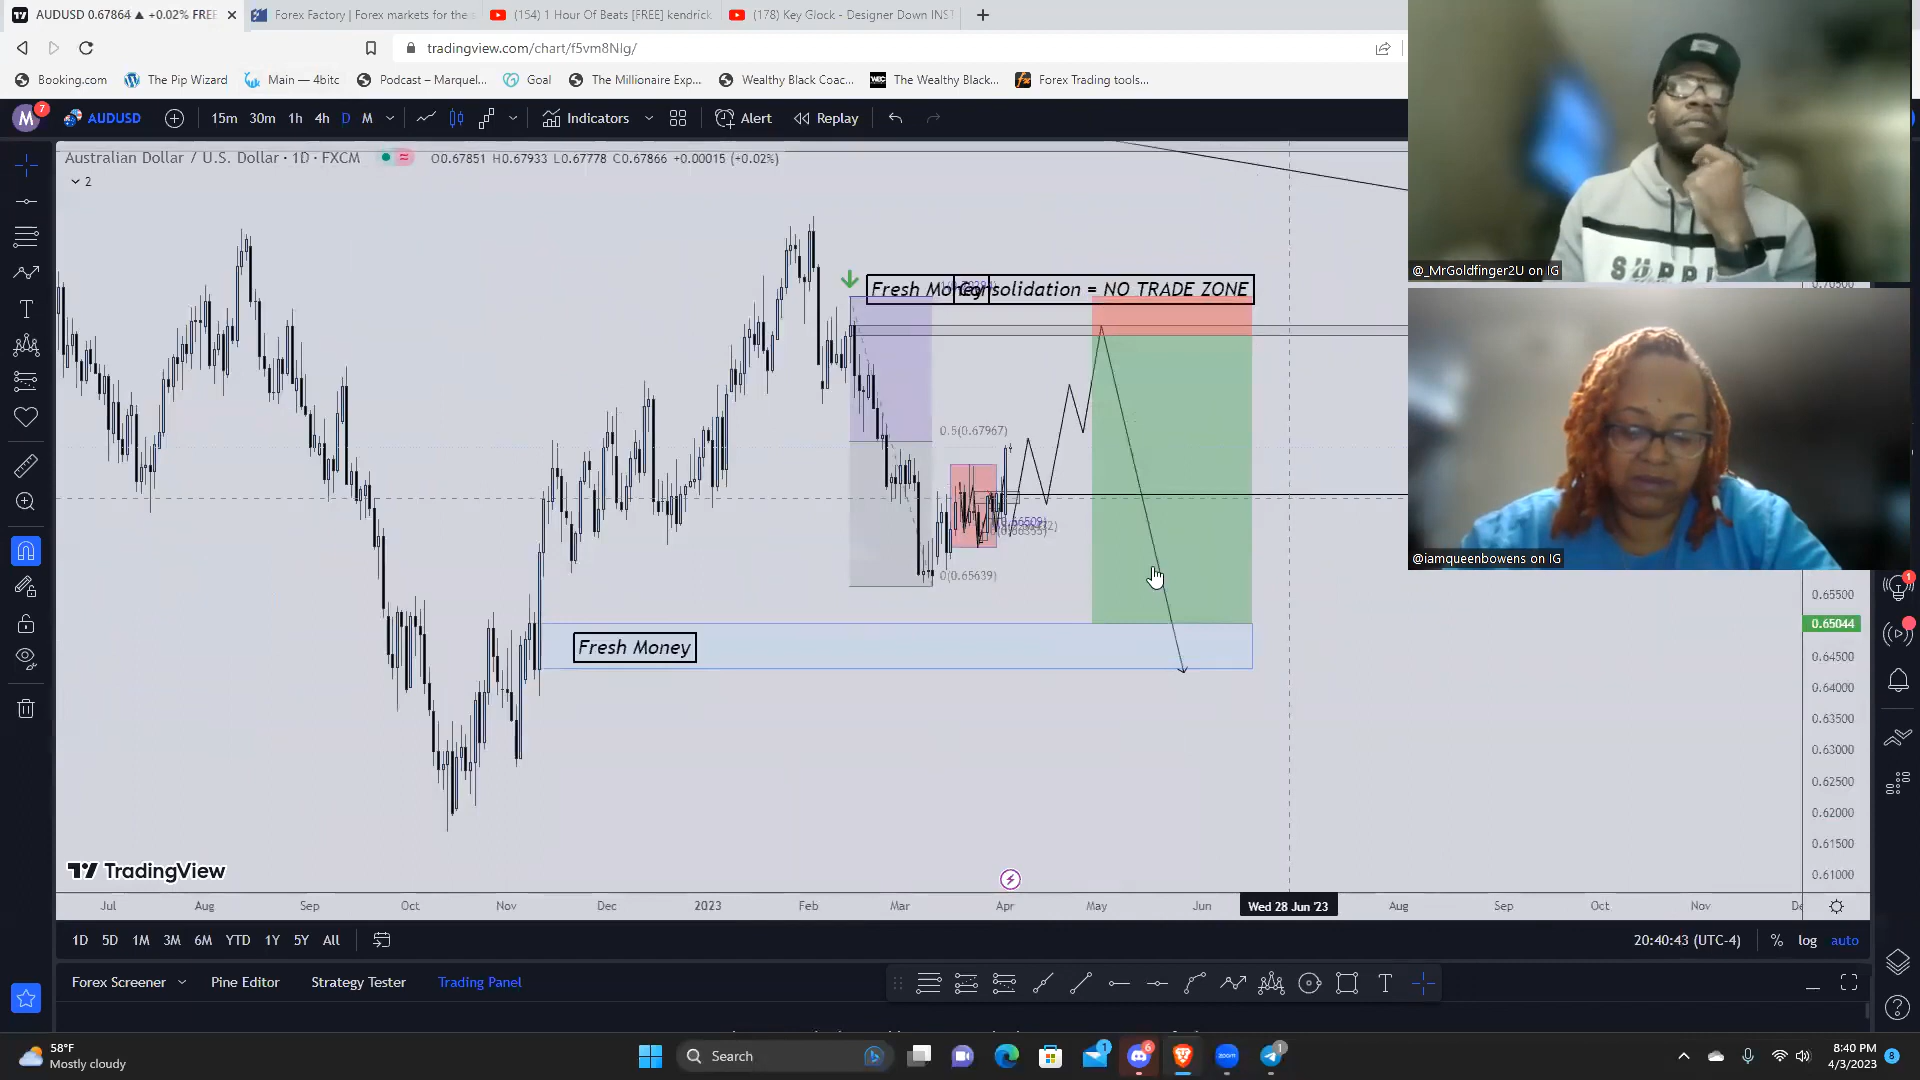 AUDUSD 0.67864 ▲ +0.02% FREE
Forex Factory | Forex markets for the s
(154) 1 Hour Of Beats [FREE] kendrick
(178) Key Glock - Designer Down INST
tradingview.com/chart/f5vm8NIg/
Booking.com
The Pip Wizard
Main — 4bitc
Podcast – Marquel...
Goal
The Millionaire Exp...
Wealthy Black Coac...
The Wealthy Black...
Forex Trading tools...
M
7
AUDUSD
15m 30m 1h 4h D M
Indicators
Alert
Replay
Australian Dollar / U.S. Dollar · 1D · FXCM
O0.67851 H0.67933 L0.67778 C0.67866 +0.00015 (+0.02%)
2
@_MrGoldfinger2U on IG
Fresh Money
Consolidation = NO TRADE ZONE
0.5(0.67967)
0(0.65639)
@iamqueenbowens on IG
0.65500
0.65044
Fresh Money
0.64500
0.64000
0.63500
0.63000
0.62500
0.62000
0.61500
0.61000
TradingView
Jul Aug Sep Oct Nov Dec 2023 Feb Mar Apr May Jun Wed 28 Jun '23 Aug Sep Oct Nov
1D 5D 1M 3M 6M YTD 1Y 5Y All
20:40:43 (UTC-4) % log auto
Forex Screener
Pine Editor
Strategy Tester
Trading Panel
58°F
Mostly cloudy
Search
8:40 PM
4/3/2023